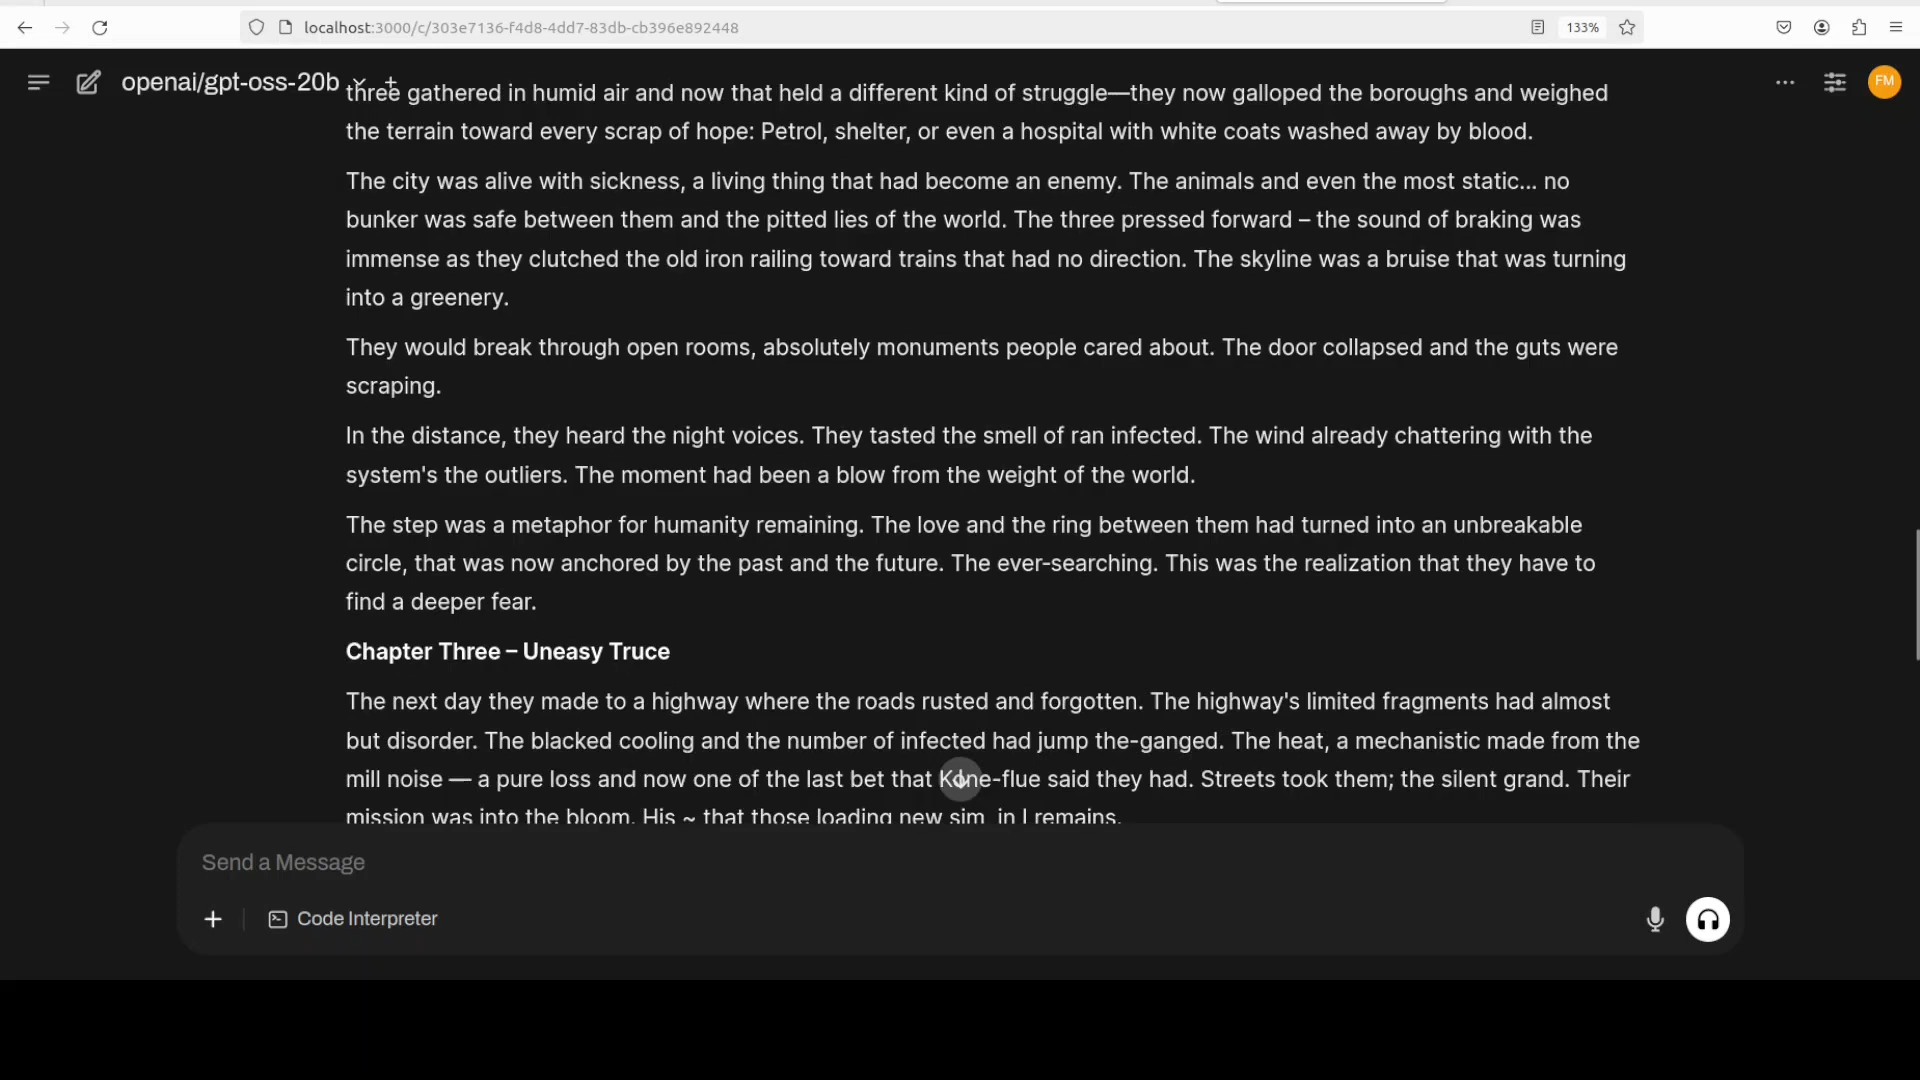 localhost:3000/c/303e7136-f4d8-4dd7-83db-cb396e892448
133%
openai/gpt-oss-20b
FM
three gathered in humid air and now that held a different kind of struggle—they now galloped the boroughs and weighed
the terrain toward every scrap of hope: Petrol, shelter, or even a hospital with white coats washed away by blood.
The city was alive with sickness, a living thing that had become an enemy. The animals and even the most static... no
bunker was safe between them and the pitted lies of the world. The three pressed forward – the sound of braking was
immense as they clutched the old iron railing toward trains that had no direction. The skyline was a bruise that was turning
into a greenery.
They would break through open rooms, absolutely monuments people cared about. The door collapsed and the guts were
scraping.
In the distance, they heard the night voices. They tasted the smell of ran infected. The wind already chattering with the
system's the outliers. The moment had been a blow from the weight of the world.
The step was a metaphor for humanity remaining. The love and the ring between them had turned into an unbreakable
circle, that was now anchored by the past and the future. The ever-searching. This was the realization that they have to
find a deeper fear.
Chapter Three – Uneasy Truce
The next day they made to a highway where the roads rusted and forgotten. The highway's limited fragments had almost
but disorder. The blacked cooling and the number of infected had jump the-ganged. The heat, a mechanistic made from the
mill noise — a pure loss and now one of the last bet that said they had. Streets took them; the silent grand. Their
mission was into the bloom. His ~ that those loading new sim in I remains.
Send a Message
Code Interpreter